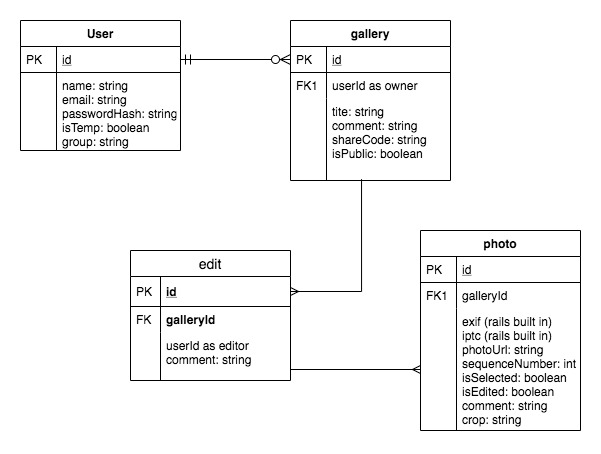 User
PK id
name: string
email: string
passwordHash: string
isTemp: boolean
group: string
gallery
PK id
FK1 userId as owner
tite: string
comment: string
shareCode: string
isPublic: boolean
edit
PK id
FK galleryId
userId as editor
comment: string
photo
PK id
FK1 galleryId
exif (rails built in)
iptc (rails built in)
photoUrl: string
sequenceNumber: int
isSelected: boolean
isEdited: boolean
comment: string
crop: string